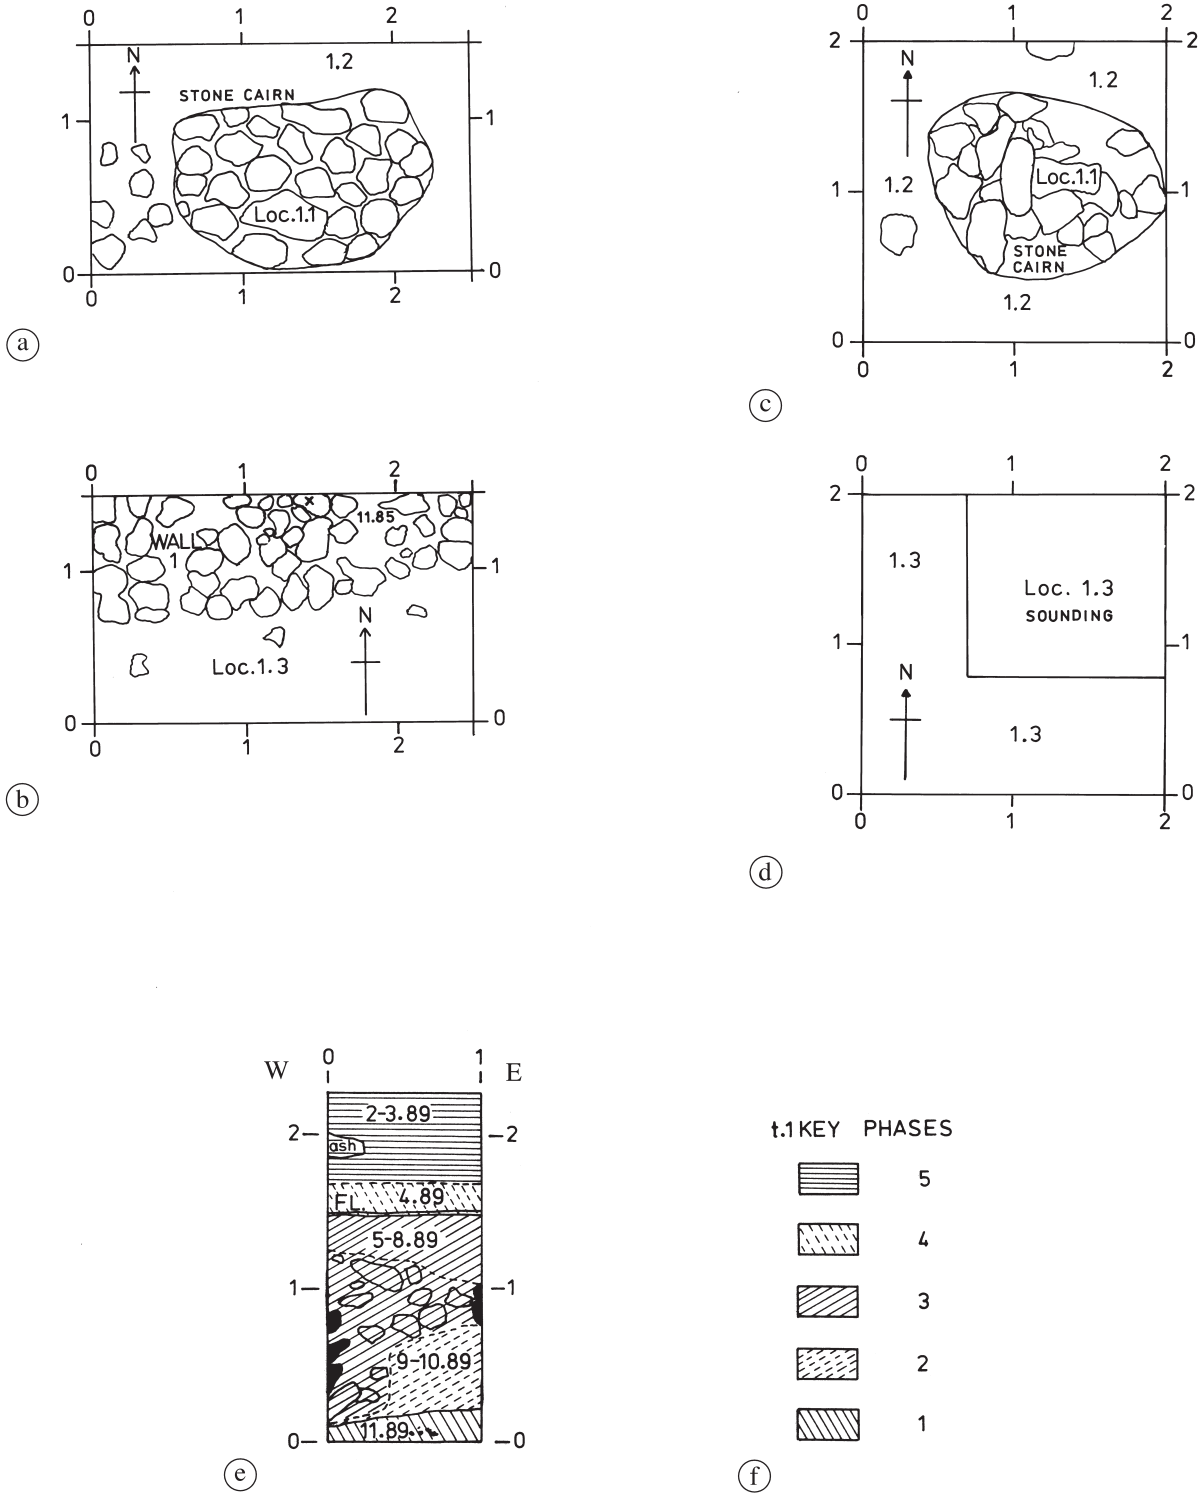 0 1 2
N
1.2
STONE CAIRN
1 1
Loc.1.1
0 0
0 1 2
a
0 1 2
2 2
N
1.2
1 1.2 Loc.1.1 1
STONE
CAIRN
1.2
0 0
0 1 2
c
0 1 2
x
11.85
WALL
1
1 1
N
Loc.1.3
0 0
0 1 2
b
0 1 2
2 2
1.3
Loc. 1.3
SOUNDING
1 1
N
1.3
0 0
0 1 2
d
0 1
W E
2-3.89
2 2
ash
FL. 4.89
5-8.89
1 1
9-10.89
11.89
0 0
e
t.1 KEY PHASES
5
4
3
2
1
f